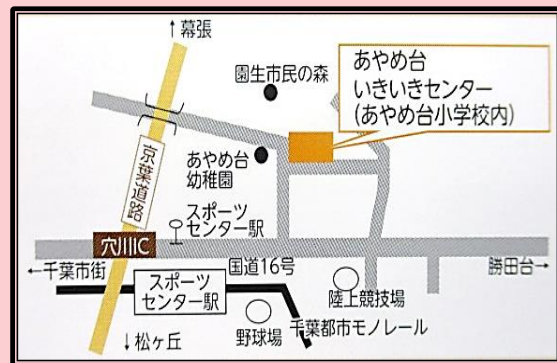 ↑幕張
園生市民の森
あやめ台
いきいきセンター
(あやめ台小学校内)
京葉道路
あやめ台
幼稚園
スポーツ
センター駅
穴川IC
←千葉市街
国道16号
勝田台→
スポーツ
センター駅
陸上競技場
野球場
千葉都市モノレール
↓松ヶ丘